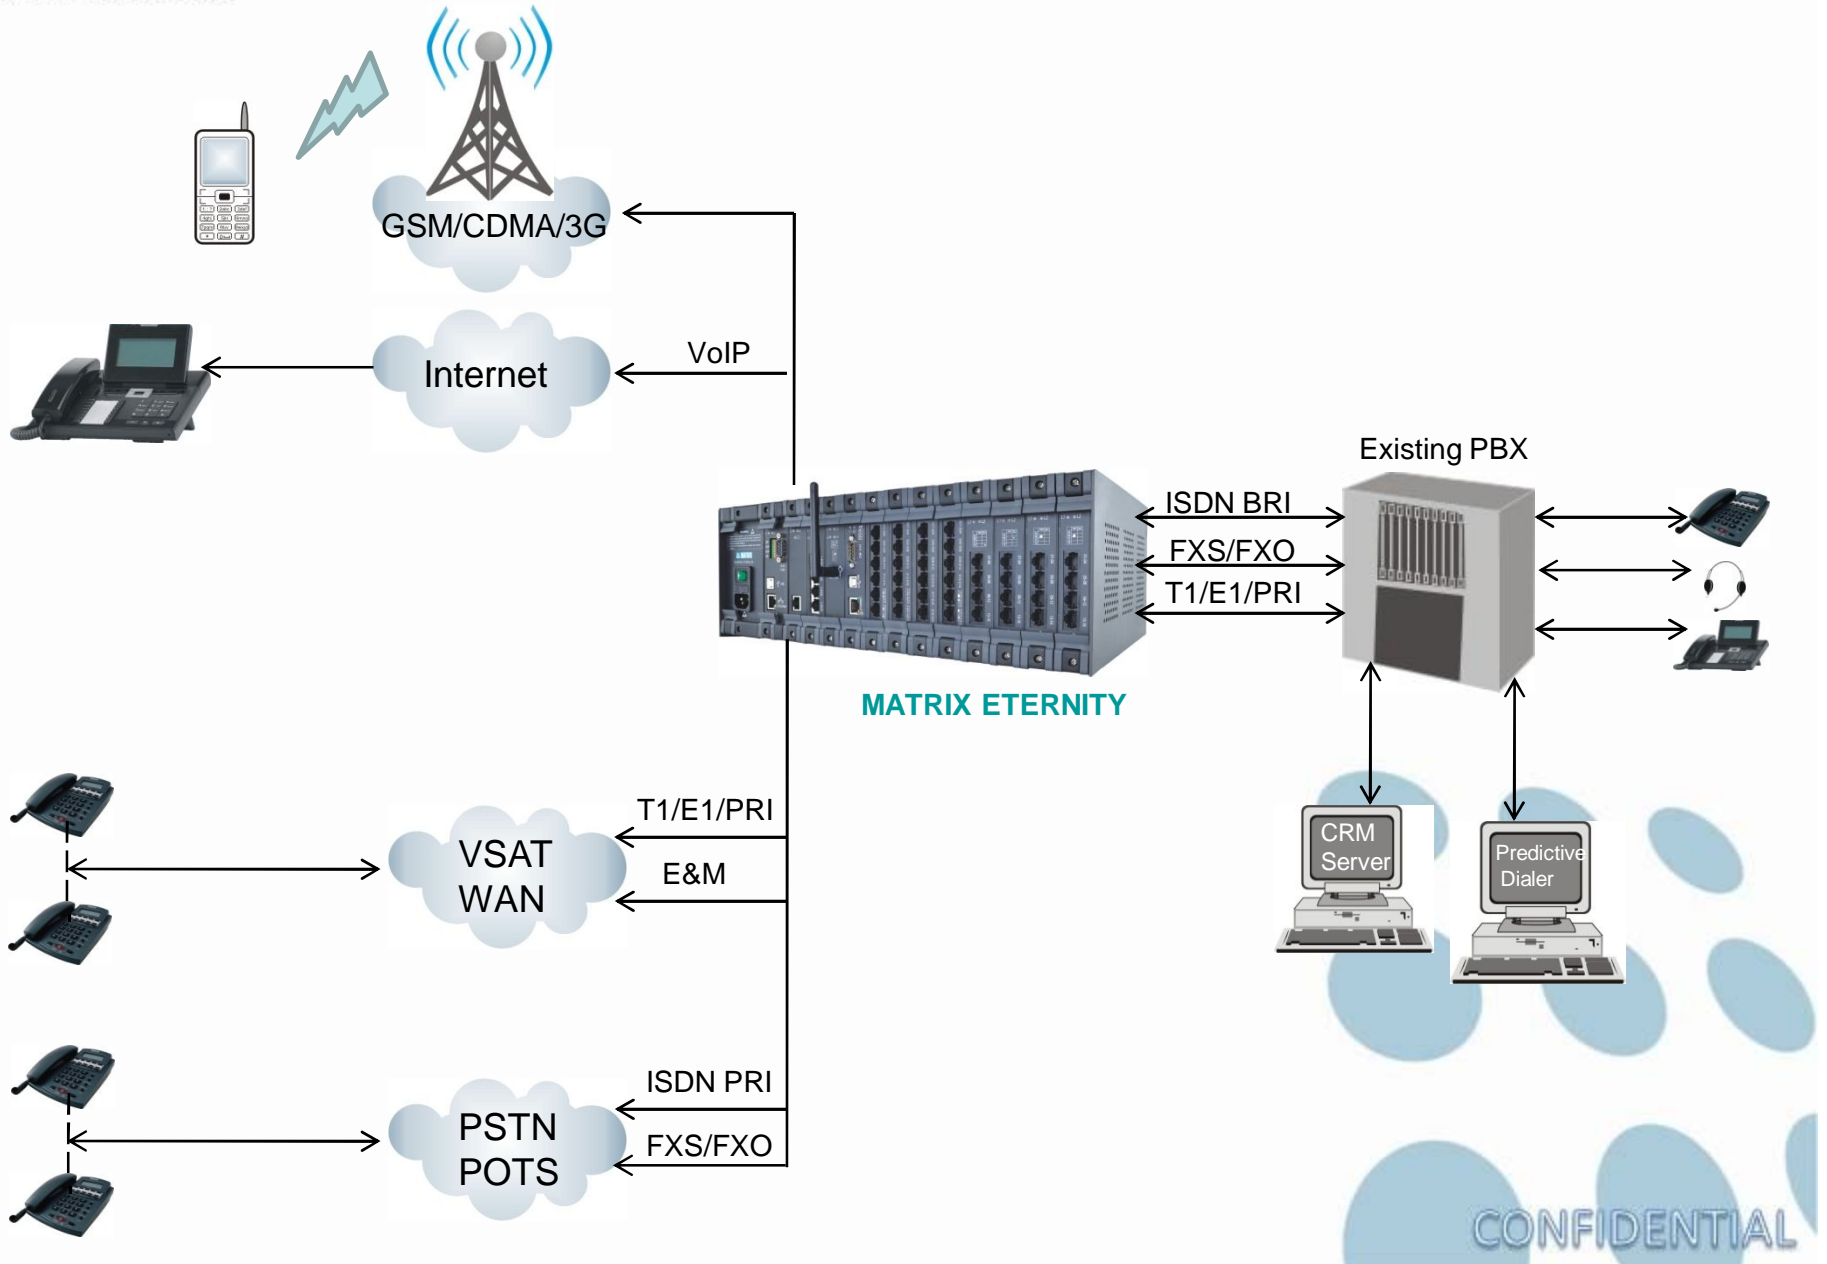 GSM/CDMA/3G
Internet
VoIP
Existing PBX
ISDN BRI
FXS/FXO
T1/E1/PRI
MATRIX ETERNITY
T1/E1/PRI
VSAT
WAN
E&M
CRM
Server
Predictive
Dialer
ISDN PRI
PSTN
POTS
FXS/FXO
CONFIDENTIAL